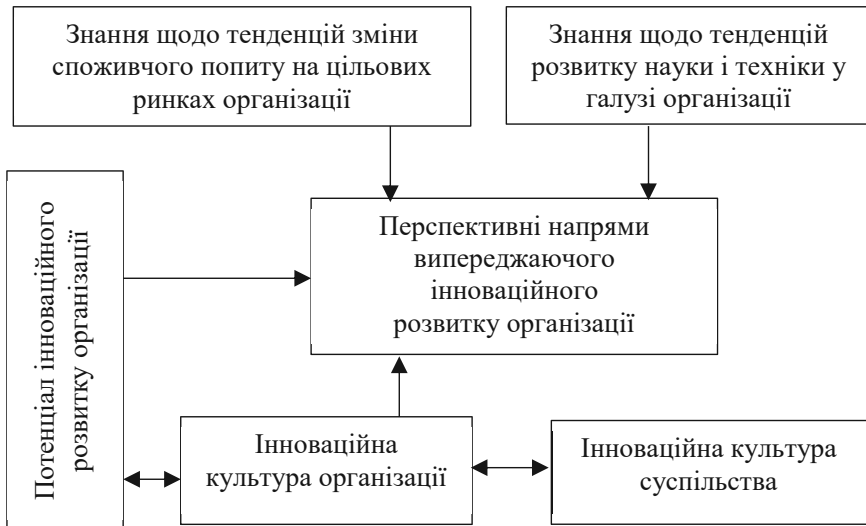 Знання щодо тенденцій зміни
споживчого попиту на цільових
ринках організації
Знання щодо тенденцій
розвитку науки і техніки у
галузі організації
Потенціал інноваційного
розвитку організації
Перспективні напрями
випереджаючого
інноваційного
розвитку організації
Інноваційна
культура організації
Інноваційна культура
суспільства